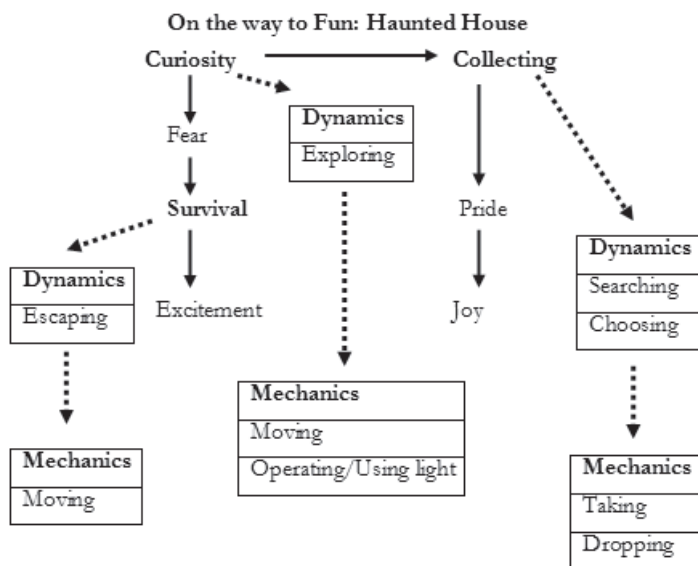 On the way to Fun: Haunted House
Curiosity
Collecting
Fear
Dynamics
Exploring
Survival
Pride
Dynamics
Escaping
Excitement
Joy
Dynamics
Searching
Choosing
Mechanics
Moving
Operating/Using light
Mechanics
Moving
Mechanics
Taking
Dropping